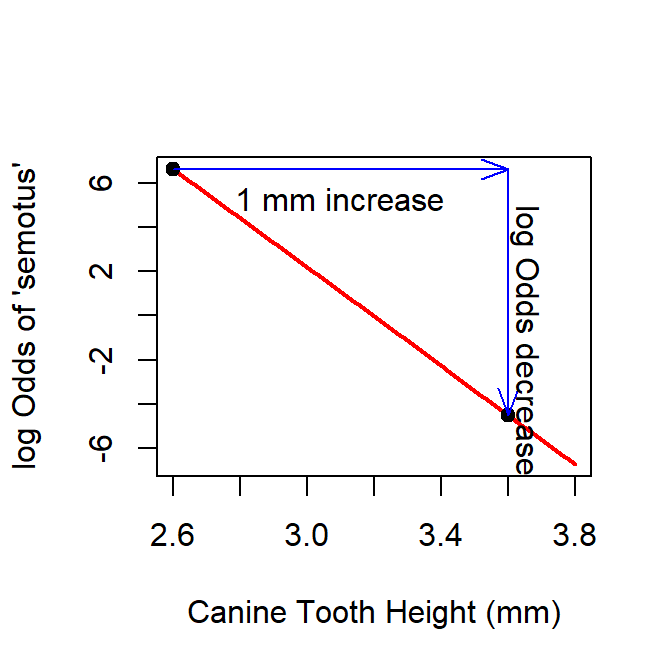 log Odds of 'semotus'
6
2
-2
-6
1 mm increase
log Odds decrease
2.6 3.0 3.4 3.8
Canine Tooth Height (mm)